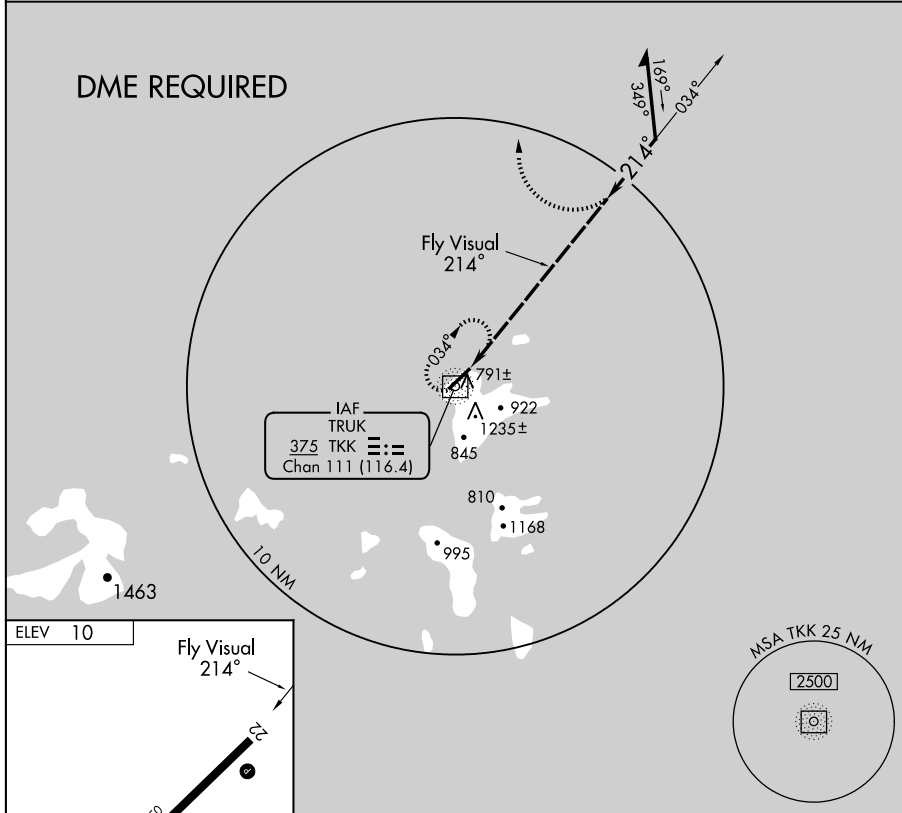 DME REQUIRED
169°
349°
034°
214°
Fly Visual
214°
034°
791±
922
1235±
845
IAF
TRUK
375 TKK
Chan 111 (116.4)
810
1168
995
1463
10 NM
ELEV 10
Fly Visual
214°
22
MSA TKK 25 NM
2500